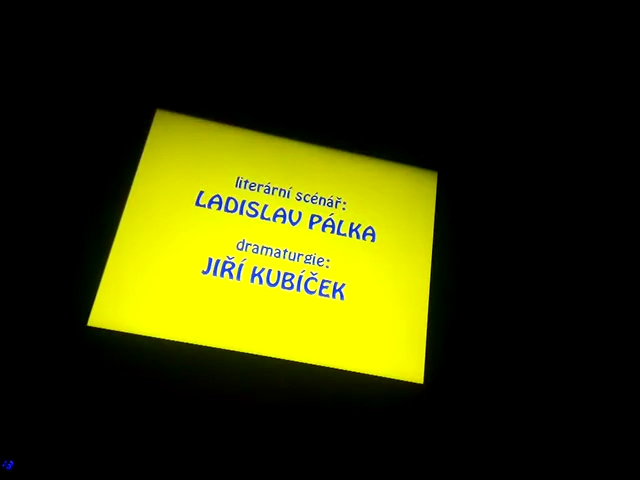 literární scénář:
LADISLAV PÁLKA
dramaturgie:
JIŘÍ KUBÍČEK